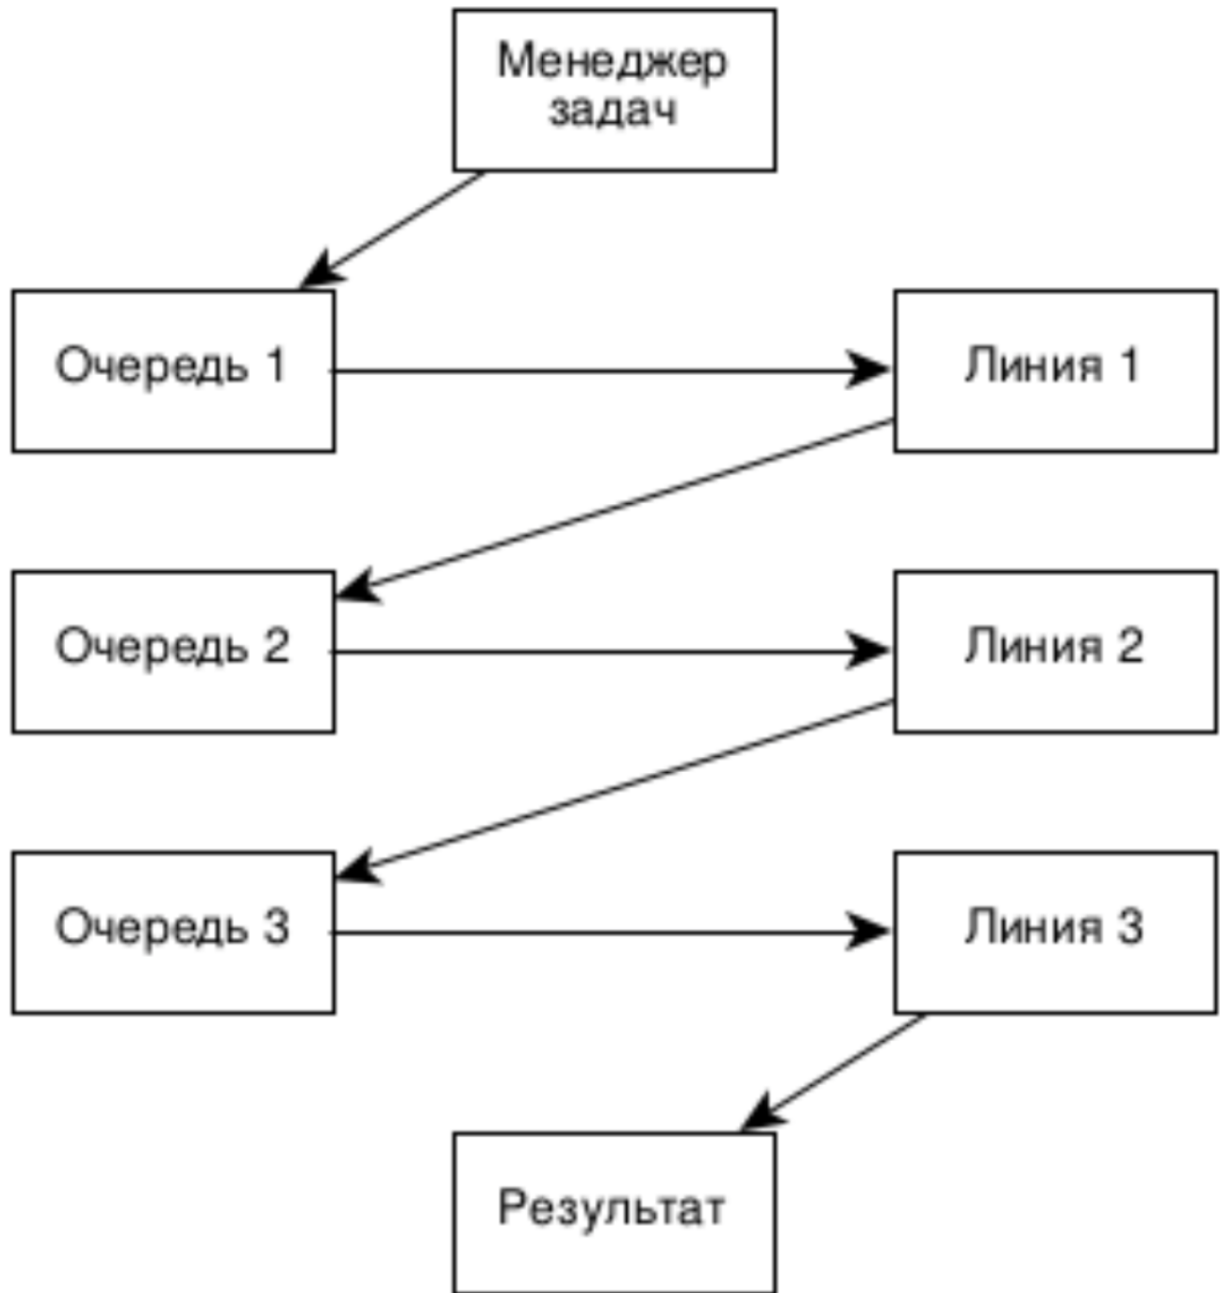 Менеджер
задач
Очередь 1
Линия 1
Очередь 2
Линия 2
Очередь 3
Линия 3
Результат